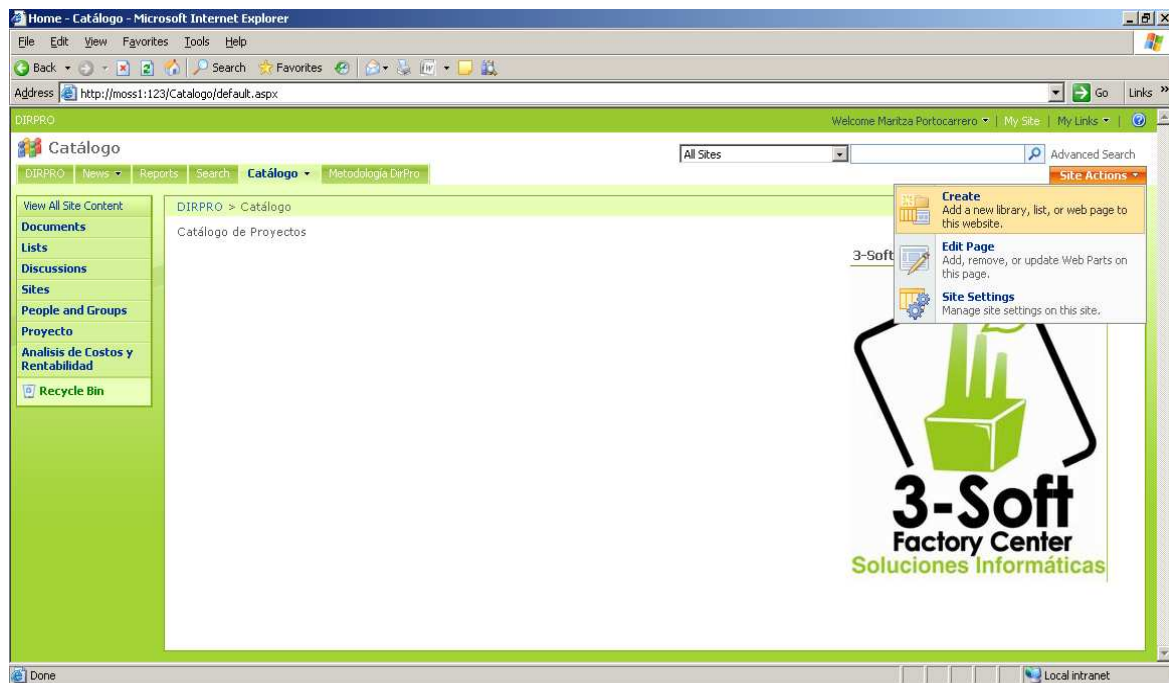 Home - Catálogo - Microsoft Internet Explorer
File Edit View Favorites Tools Help
Back Search Favorites
Address http://moss1:123/Catalogo/default.aspx Go Links »
DIRPRO Welcome Maritza Portocarrero | My Site | My Links |
Catálogo
All Sites Advanced Search
DIRPRO News Reports Search Catálogo Metodología DirPro Site Actions
View All Site Content
Documents
Lists
Discussions
Sites
People and Groups
Proyecto
Analisis de Costos y
Rentabilidad
Recycle Bin
DIRPRO > Catálogo
Catálogo de Proyectos
Create
Add a new library, list, or web page to
this website.
Edit Page
Add, remove, or update Web Parts on
this page.
Site Settings
Manage site settings on this site.
3-Soft
3-Soft
Factory Center
Soluciones Informáticas
Done Local intranet